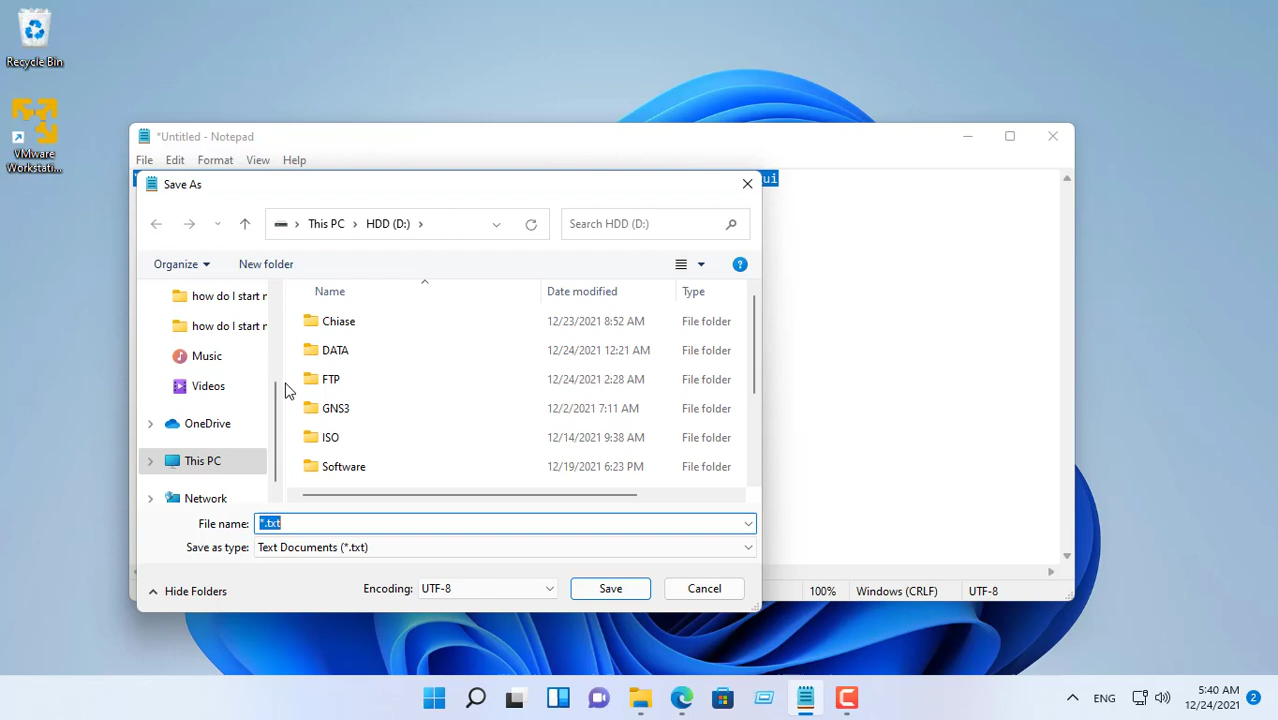 Recycle Bin
VMware
Workstati...
*Untitled - Notepad
File Edit Format View Help
ui
Save As
This PC HDD (D:)
Search HDD (D:)
Organize New folder
Name Date modified Type
how do I start n
how do I start n
Music
Videos
OneDrive
This PC
Network
Chiase 12/23/2021 8:52 AM File folder
DATA 12/24/2021 12:21 AM File folder
FTP 12/24/2021 2:28 AM File folder
GNS3 12/2/2021 7:11 AM File folder
ISO 12/14/2021 9:38 AM File folder
Software 12/19/2021 6:23 PM File folder
File name: *.txt
Save as type: Text Documents (*.txt)
Hide Folders Encoding: UTF-8 Save Cancel
100% Windows (CRLF) UTF-8
ENG
5:40 AM
12/24/2021
2